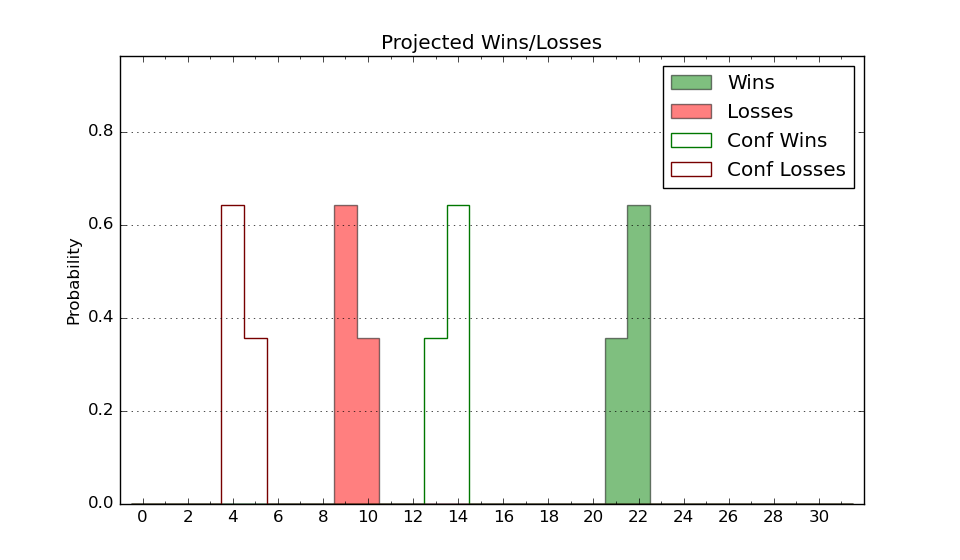 Projected Wins/Losses
Wins
Losses
Conf Wins
Conf Losses
Probability
0.8
0.6
0.4
0.2
0.0
0 2 4 6 8 10 12 14 16 18 20 22 24 26 28 30